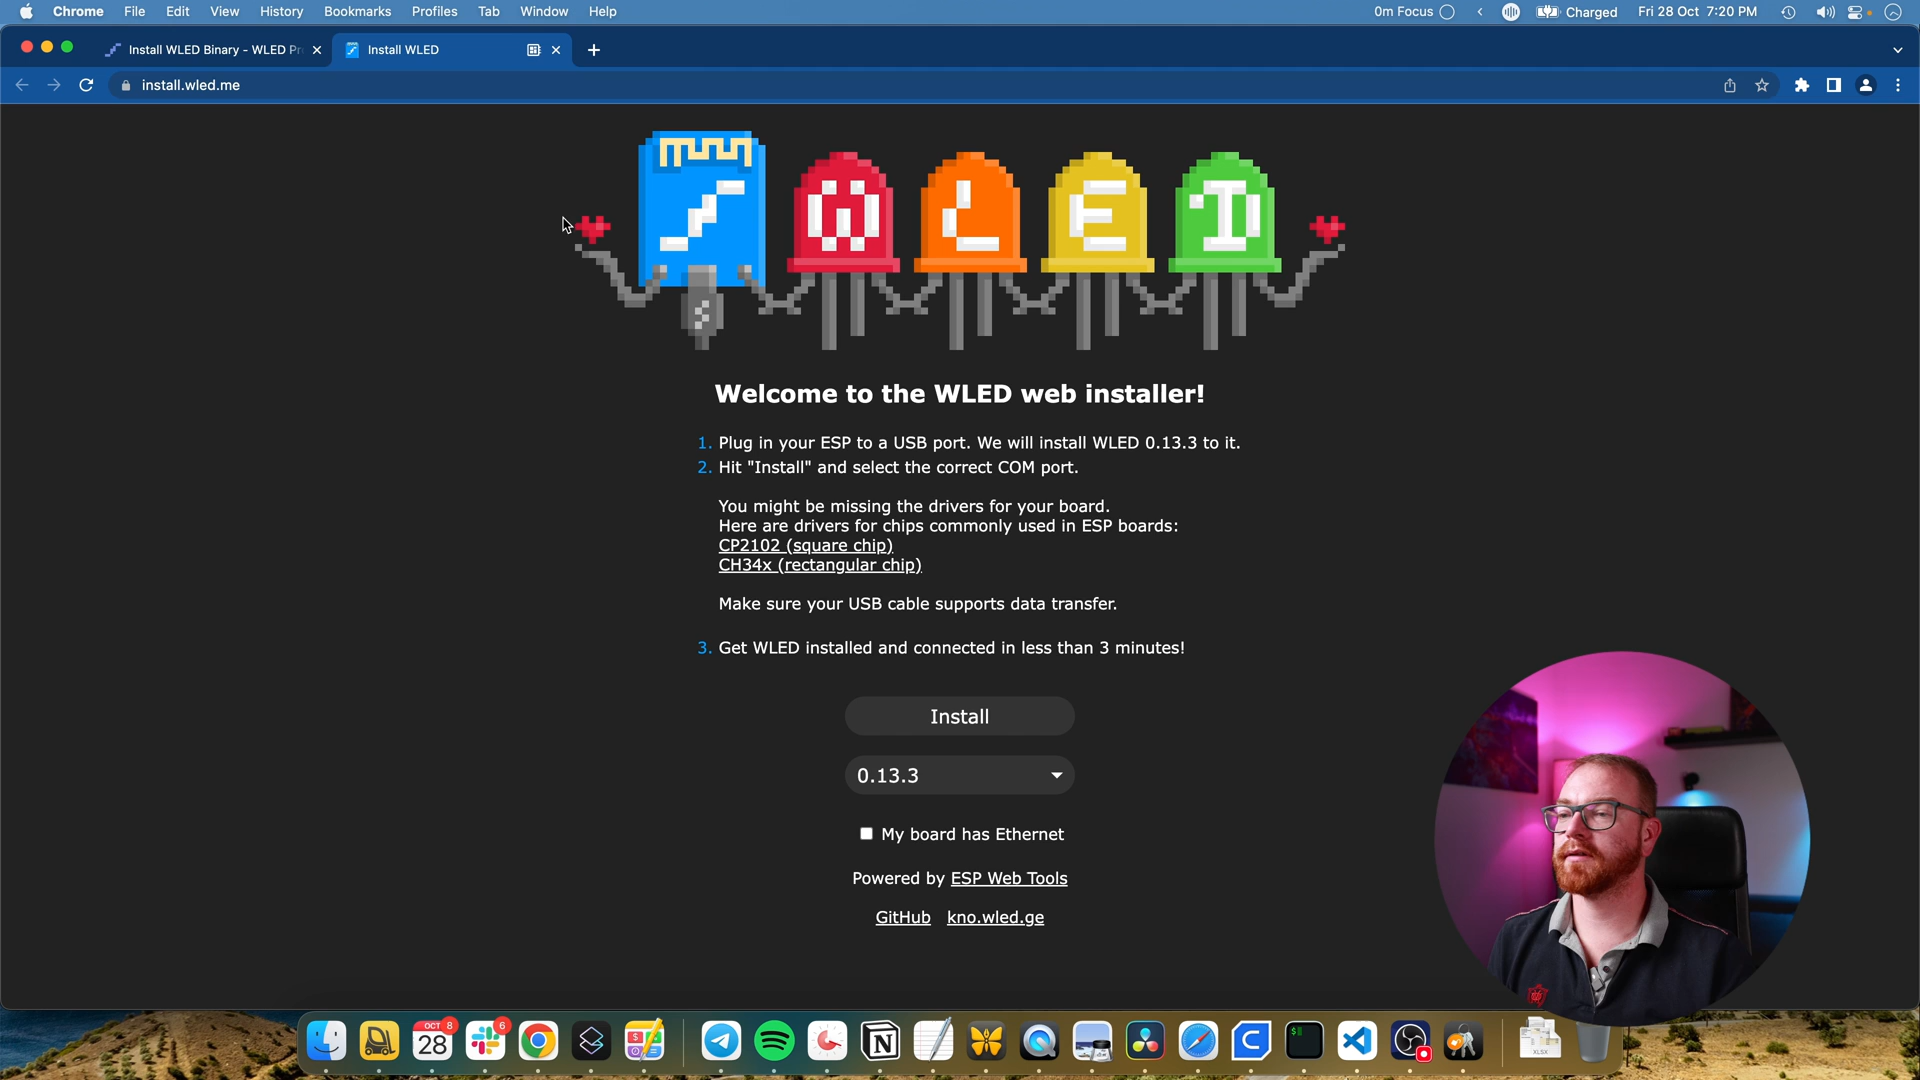 Chrome File Edit View History Bookmarks Profiles Tab Window Help 0m Focus Charged Fri 28 Oct 7:20 PM
Install WLED Binary - WLED Pr Install WLED
install.wled.me
WLED
Welcome to the WLED web installer!
1. Plug in your ESP to a USB port. We will install WLED 0.13.3 to it.
2. Hit "Install" and select the correct COM port.
You might be missing the drivers for your board.
Here are drivers for chips commonly used in ESP boards:
CP2102 (square chip)
CH34x (rectangular chip)
Make sure your USB cable supports data transfer.
3. Get WLED installed and connected in less than 3 minutes!
Install
0.13.3
My board has Ethernet
Powered by ESP Web Tools
GitHub kno.wled.ge
OCT 8 6
28
XLSX